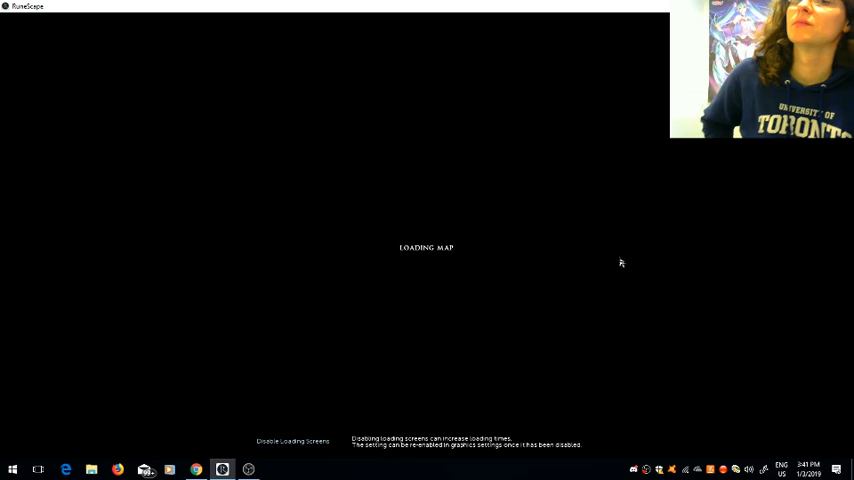 RuneScape
UNIVERSITY OF
TORONTO
LOADING MAP
Disable Loading Screens
Disabling loading screens can increase loading times.
The setting can be re-enabled in graphics settings once it has been disabled.
99+
ENG
US
3:41 PM
1/3/2019